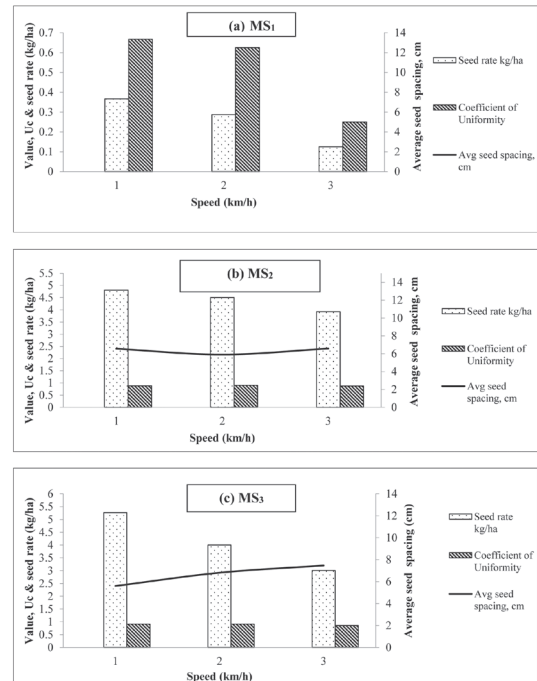 (a) MS₁
Value, Uc & seed rate (kg/ha)
0.7
0.6
0.5
0.4
0.3
0.2
0.1
0
14
12
10
8
6
4
2
0
Average seed spacing, cm
1 2 3
Speed (km/h)
Seed rate kg/ha
Coefficient of
Uniformity
Avg seed spacing,
cm
(b) MS₂
Value, Uc & seed rate (kg/ha)
5.5
5
4.5
4
3.5
3
2.5
2
1.5
1
0.5
0
14
12
10
8
6
4
2
0
Average seed spacing, cm
1 2 3
Speed (km/h)
Seed rate kg/ha
Coefficient of
Uniformity
Avg seed
spacing, cm
(c) MS₃
Value, Uc & seed rate (kg/ha)
6
5.5
5
4.5
4
3.5
3
2.5
2
1.5
1
0.5
0
14
12
10
8
6
4
2
0
Average seed spacing (cm)
1 2 3
Speed (km/h)
Seed rate
kg/ha
Coefficient of
Uniformity
Avg seed
spacing, cm